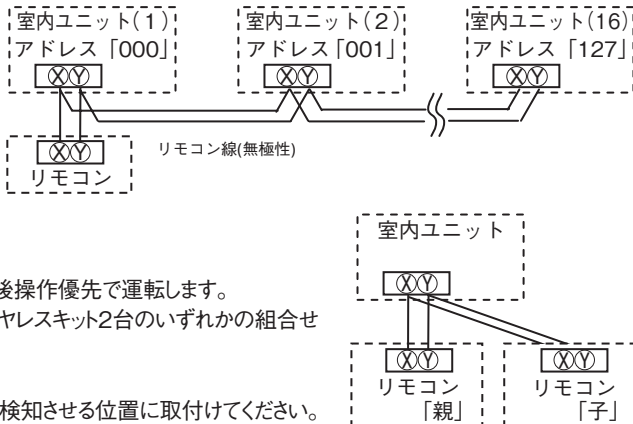 室内ユニット(1)
アドレス「000」
ⓍⓎ
室内ユニット(2)
アドレス「001」
ⓍⓎ
室内ユニット(16)
アドレス「127」
ⓍⓎ
ⓍⓎ
リモコン
リモコン線(無極性)
後操作優先で運転します。
ヤレスキット2台のいずれかの組合せ
検知させる位置に取付けてください。
室内ユニット
ⓍⓎ
ⓍⓎ
リモコン
「親」
ⓍⓎ
リモコン
「子」